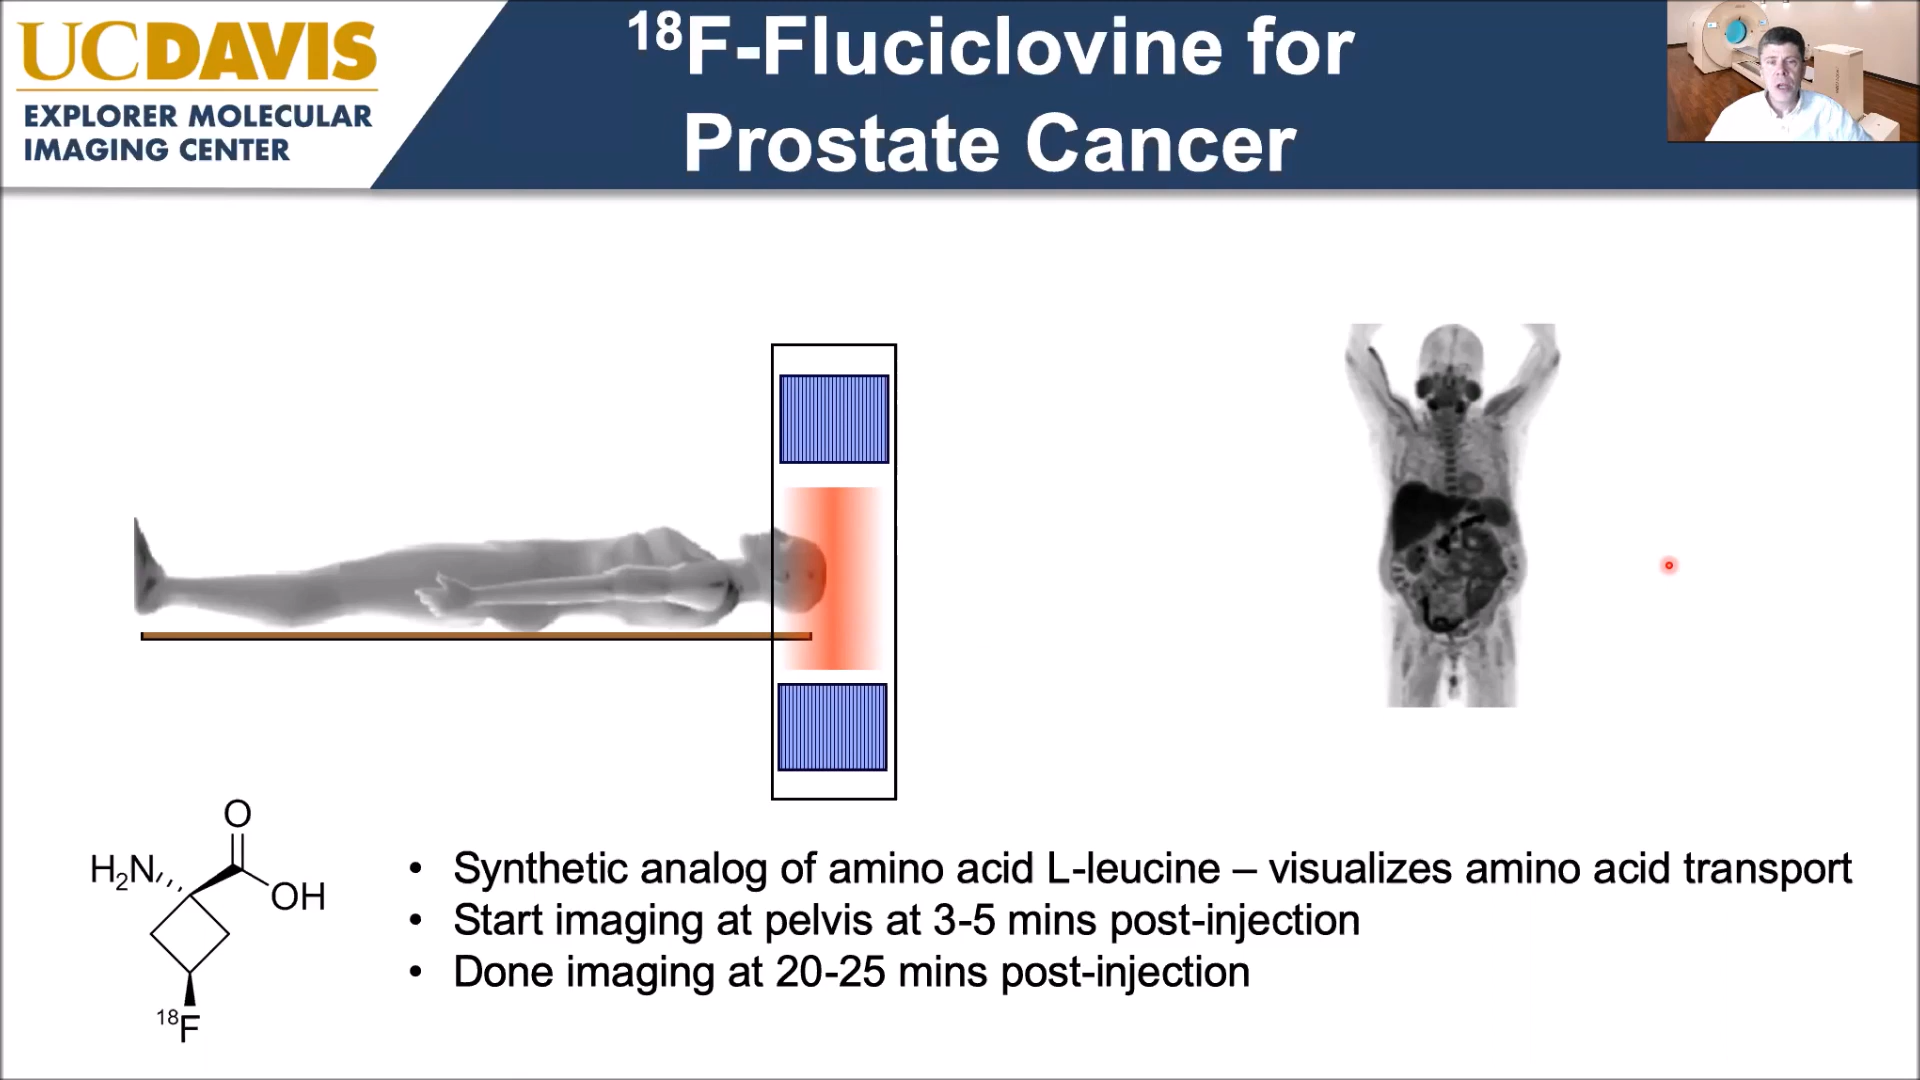 UCDAVIS
EXPLORER MOLECULAR
IMAGING CENTER
¹⁸F-Fluciclovine for
Prostate Cancer
O
H₂N
OH
¹⁸F
• Synthetic analog of amino acid L-leucine – visualizes amino acid transport
• Start imaging at pelvis at 3-5 mins post-injection
• Done imaging at 20-25 mins post-injection